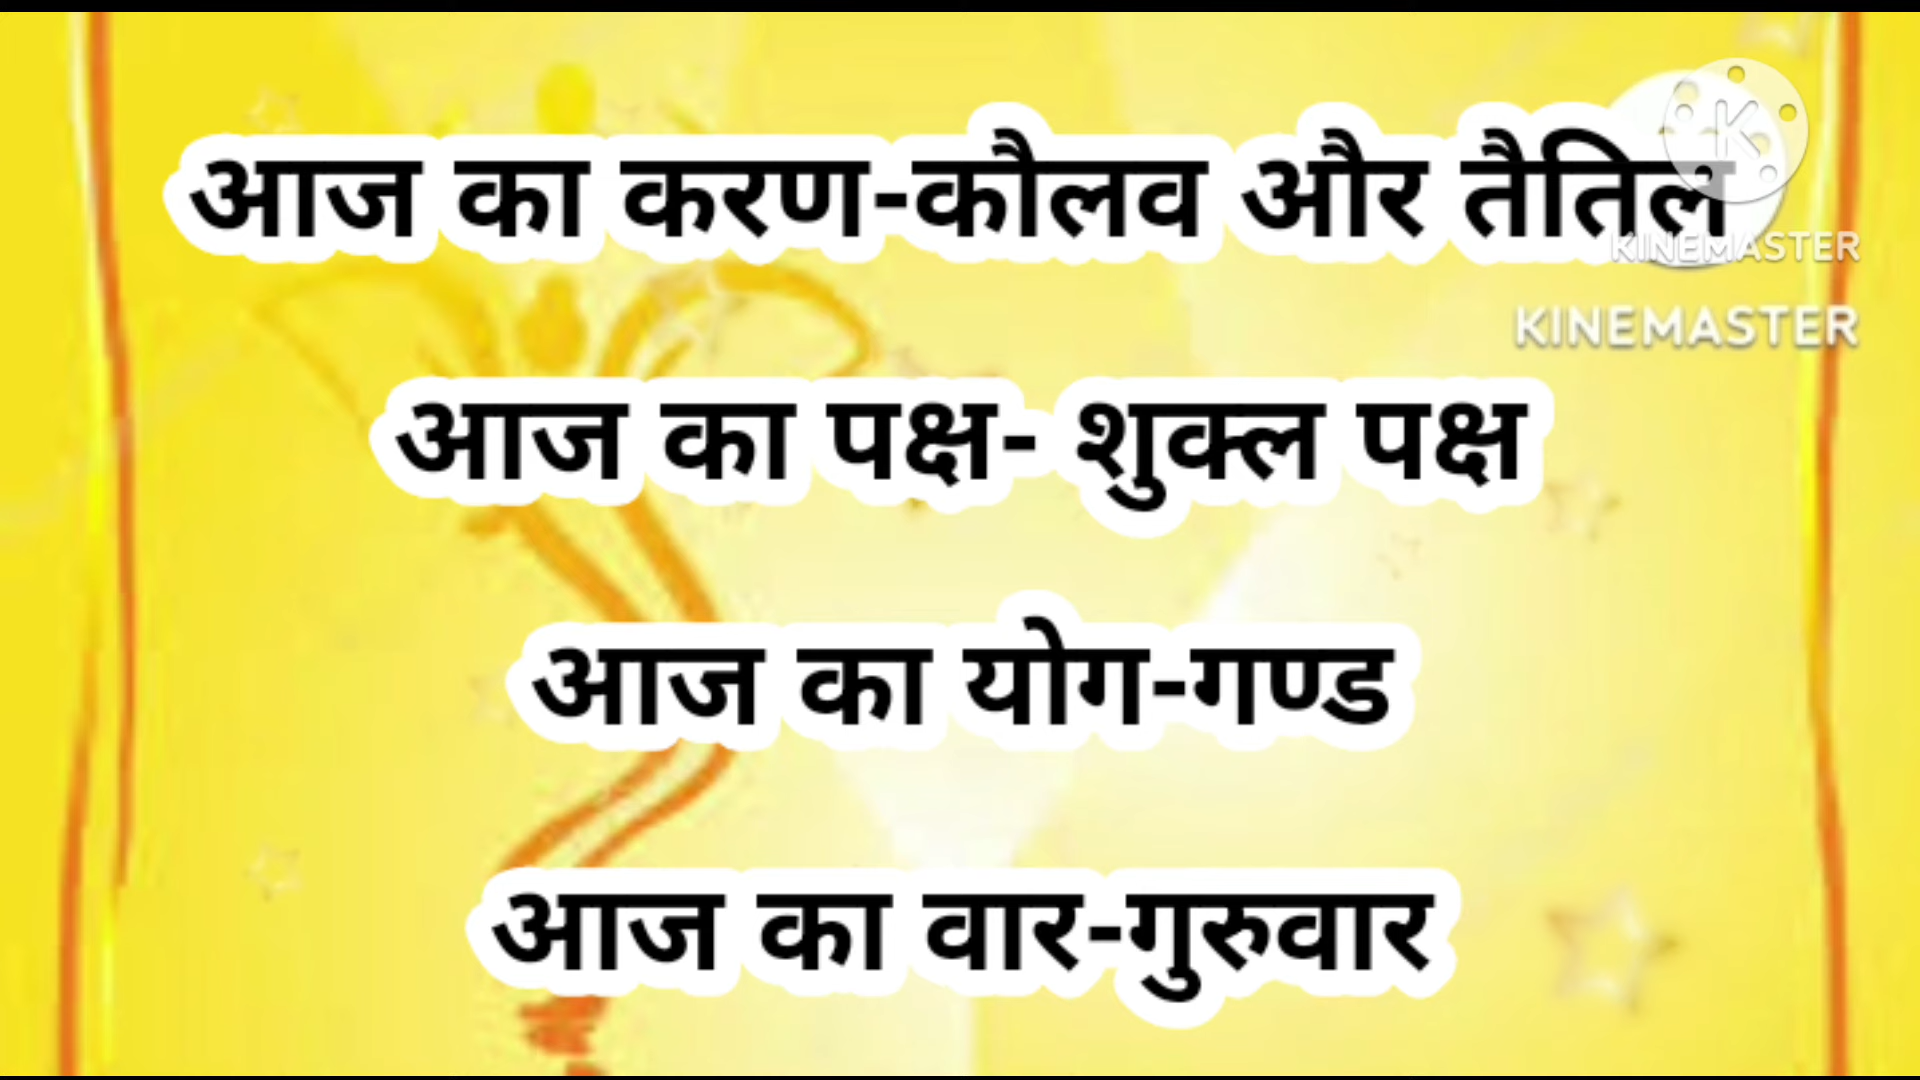 आज का करण-कौलव और तैतिल
KINEMASTER
KINEMASTER
आज का पक्ष- शुक्ल पक्ष
आज का योग-गण्ड
आज का वार-गुरुवार